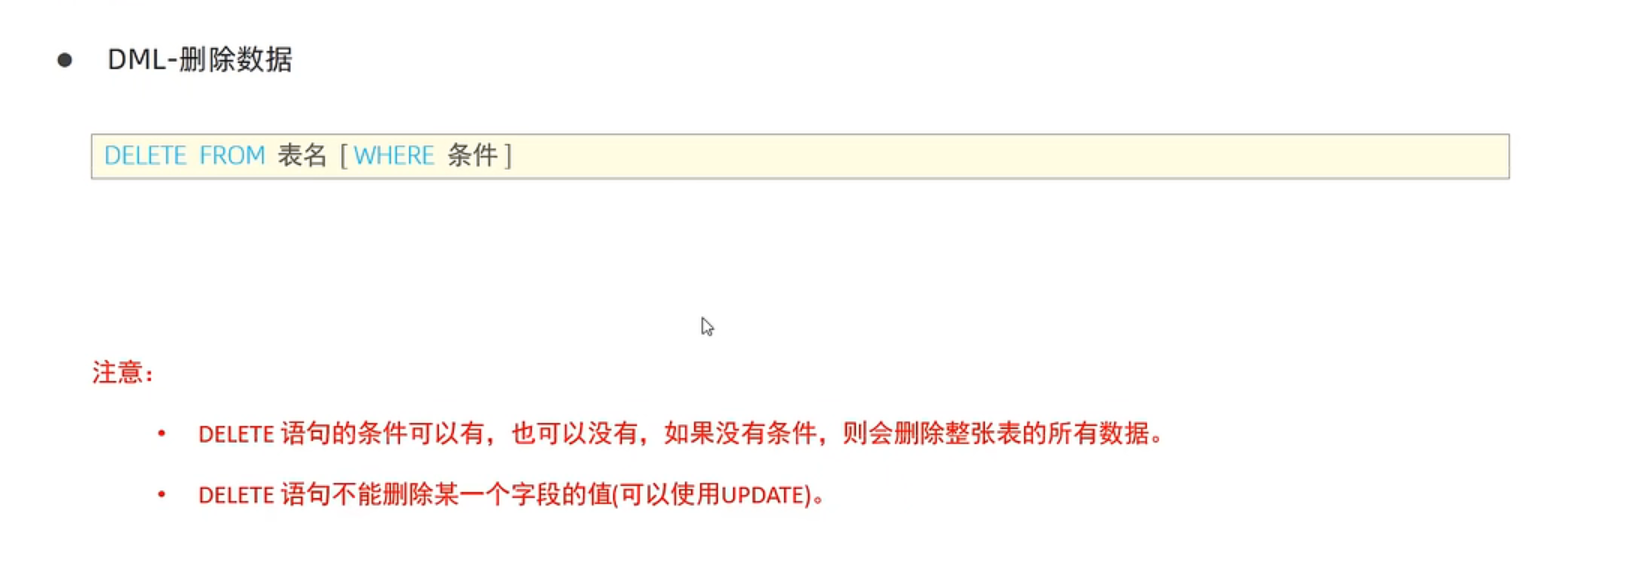 ● DML-删除数据
DELETE FROM 表名 [ WHERE 条件 ]
注意：
• DELETE 语句的条件可以有，也可以没有，如果没有条件，则会删除整张表的所有数据。
• DELETE 语句不能删除某一个字段的值(可以使用UPDATE)。